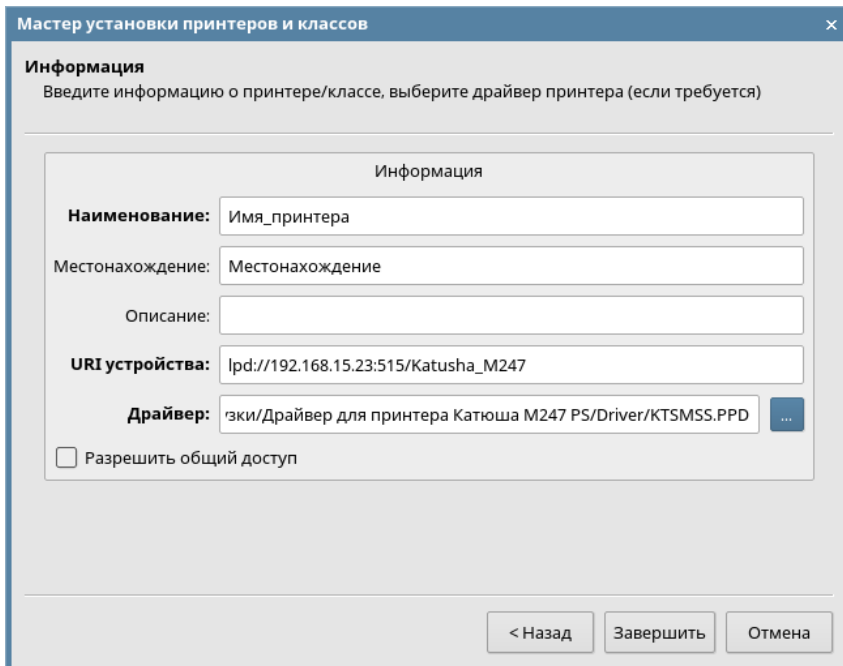 Мастер установки принтеров и классов
Информация
Введите информацию о принтере/классе, выберите драйвер принтера (если требуется)
Информация
Наименование: Имя_принтера
Местонахождение: Местонахождение
Описание:
URI устройства: lpd://192.168.15.23:515/Katusha_M247
Драйвер: зки/Драйвер для принтера Катюша M247 PS/Driver/KTSMSS.PPD ...
Разрешить общий доступ
< Назад Завершить Отмена